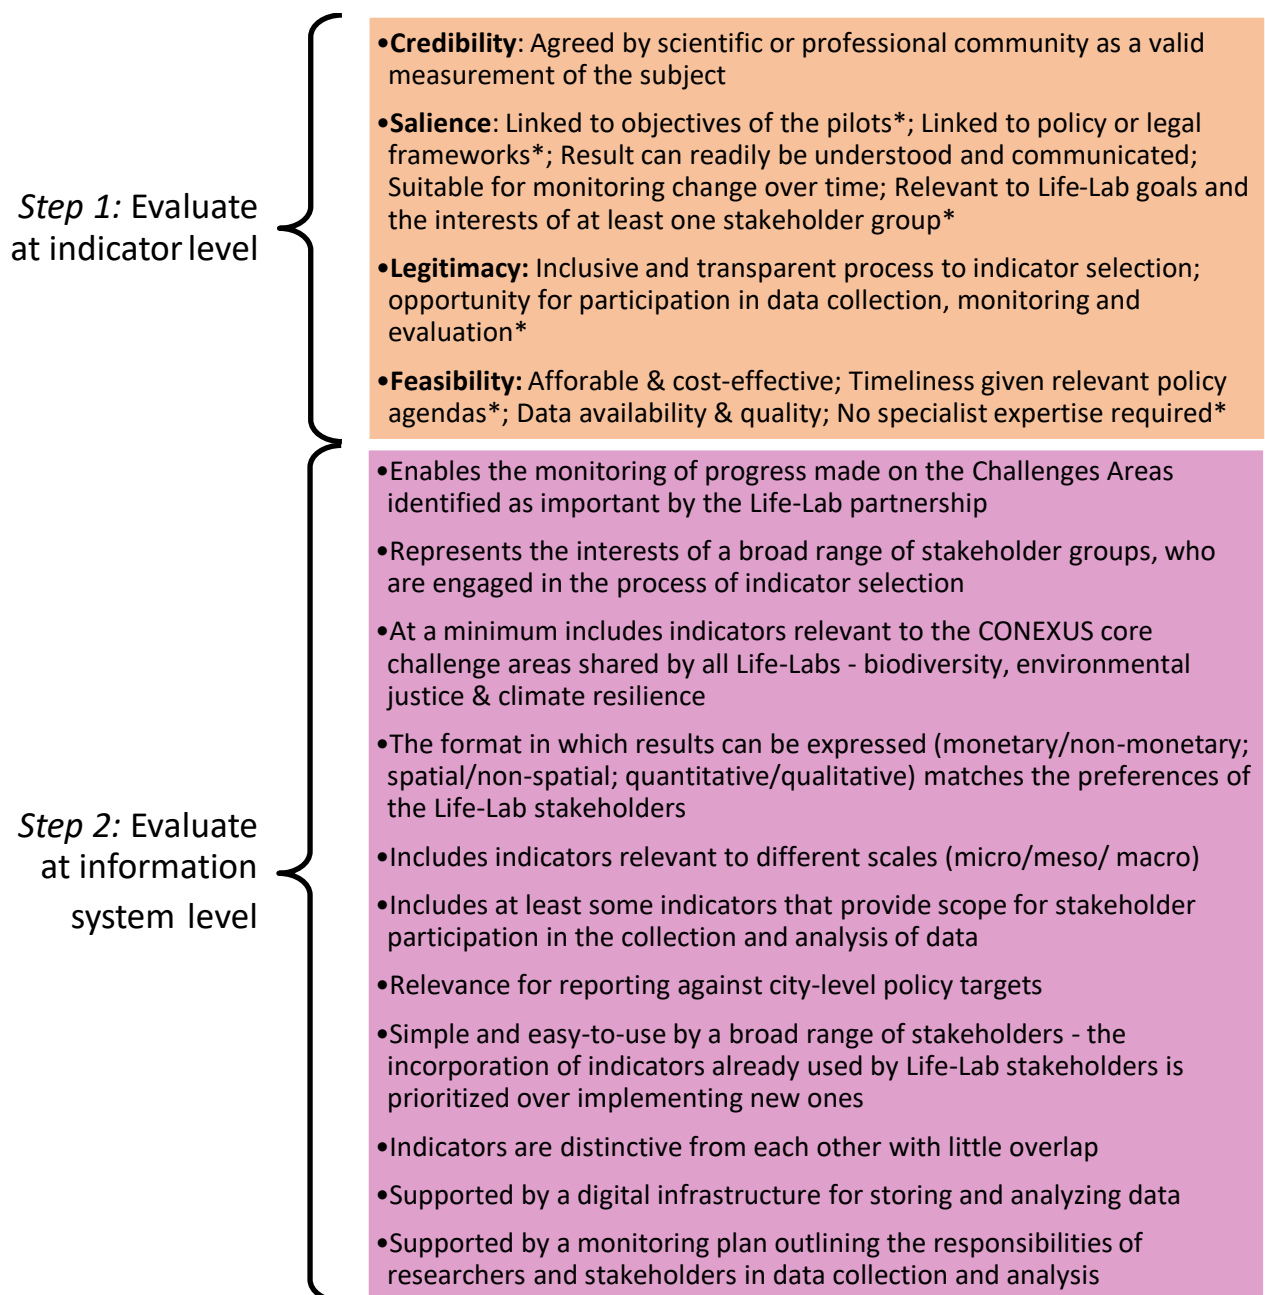 Step 1: Evaluate
at indicator level
•Credibility: Agreed by scientific or professional community as a valid
measurement of the subject
•Salience: Linked to objectives of the pilots*; Linked to policy or legal
frameworks*; Result can readily be understood and communicated;
Suitable for monitoring change over time; Relevant to Life-Lab goals and
the interests of at least one stakeholder group*
•Legitimacy: Inclusive and transparent process to indicator selection;
opportunity for participation in data collection, monitoring and
evaluation*
•Feasibility: Afforable & cost-effective; Timeliness given relevant policy
agendas*; Data availability & quality; No specialist expertise required*
Step 2: Evaluate
at information
system level
•Enables the monitoring of progress made on the Challenges Areas
identified as important by the Life-Lab partnership
•Represents the interests of a broad range of stakeholder groups, who
are engaged in the process of indicator selection
•At a minimum includes indicators relevant to the CONEXUS core
challenge areas shared by all Life-Labs - biodiversity, environmental
justice & climate resilience
•The format in which results can be expressed (monetary/non-monetary;
spatial/non-spatial; quantitative/qualitative) matches the preferences of
the Life-Lab stakeholders
•Includes indicators relevant to different scales (micro/meso/ macro)
•Includes at least some indicators that provide scope for stakeholder
participation in the collection and analysis of data
•Relevance for reporting against city-level policy targets
•Simple and easy-to-use by a broad range of stakeholders - the
incorporation of indicators already used by Life-Lab stakeholders is
prioritized over implementing new ones
•Indicators are distinctive from each other with little overlap
•Supported by a digital infrastructure for storing and analyzing data
•Supported by a monitoring plan outlining the responsibilities of
researchers and stakeholders in data collection and analysis